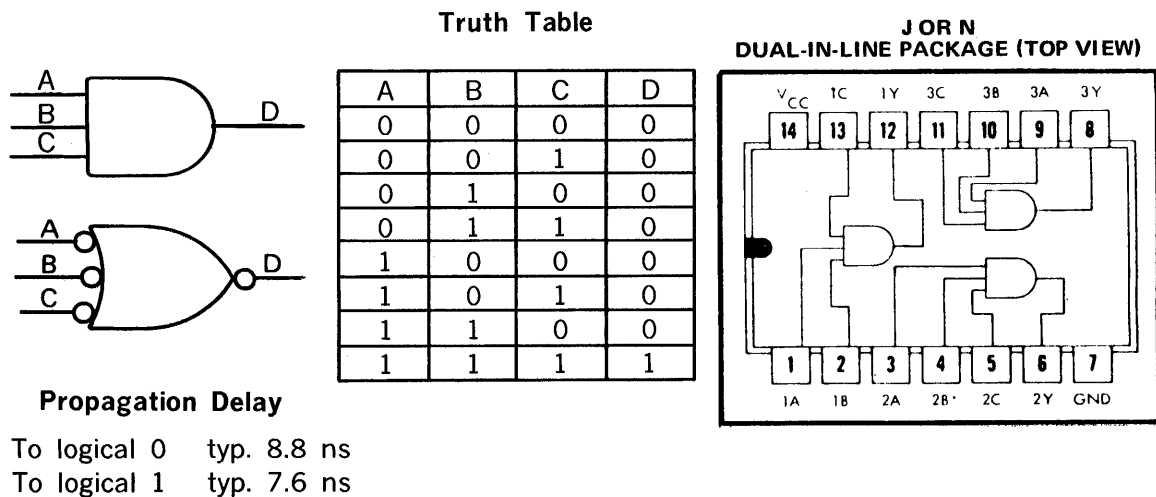 A
B
C
D
A
B
C
D
Propagation Delay
To logical 0 typ. 8.8 ns
To logical 1 typ. 7.6 ns
Truth Table
A B C D
0 0 0 0
0 0 1 0
0 1 0 0
0 1 1 0
1 0 0 0
1 0 1 0
1 1 0 0
1 1 1 1
J OR N
DUAL-IN-LINE PACKAGE (TOP VIEW)
VCC 1C 1Y 3C 3B 3A 3Y
14 13 12 11 10 9 8
1 2 3 4 5 6 7
1A 1B 2A 2B 2C 2Y GND